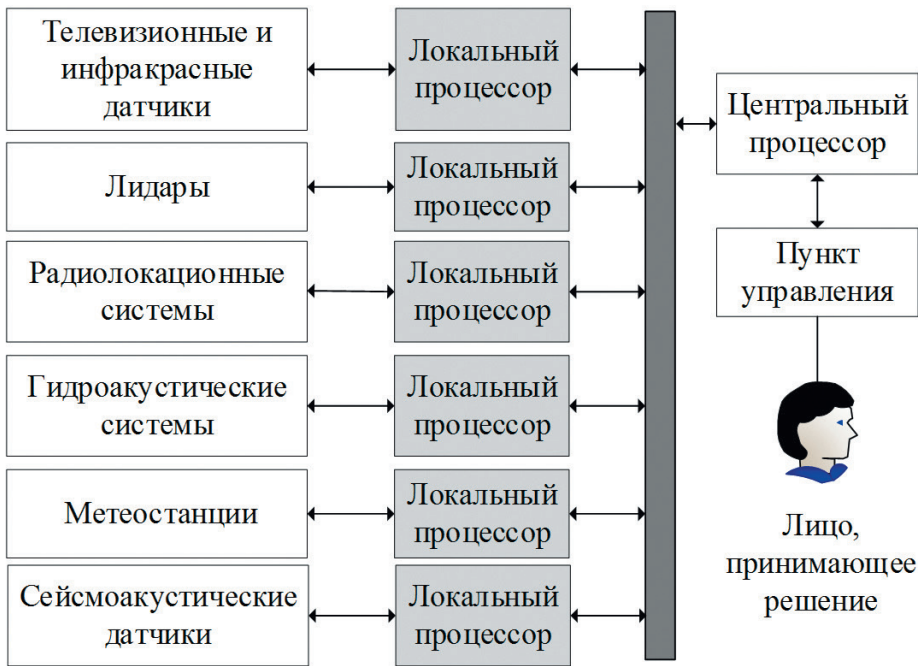 Телевизионные и
инфракрасные
датчики
Локальный
процессор
Лидары
Локальный
процессор
Радиолокационные
системы
Локальный
процессор
Гидроакустические
системы
Локальный
процессор
Метеостанции
Локальный
процессор
Сейсмоакустические
датчики
Локальный
процессор
Центральный
процессор
Пункт
управления
Лицо,
принимающее
решение